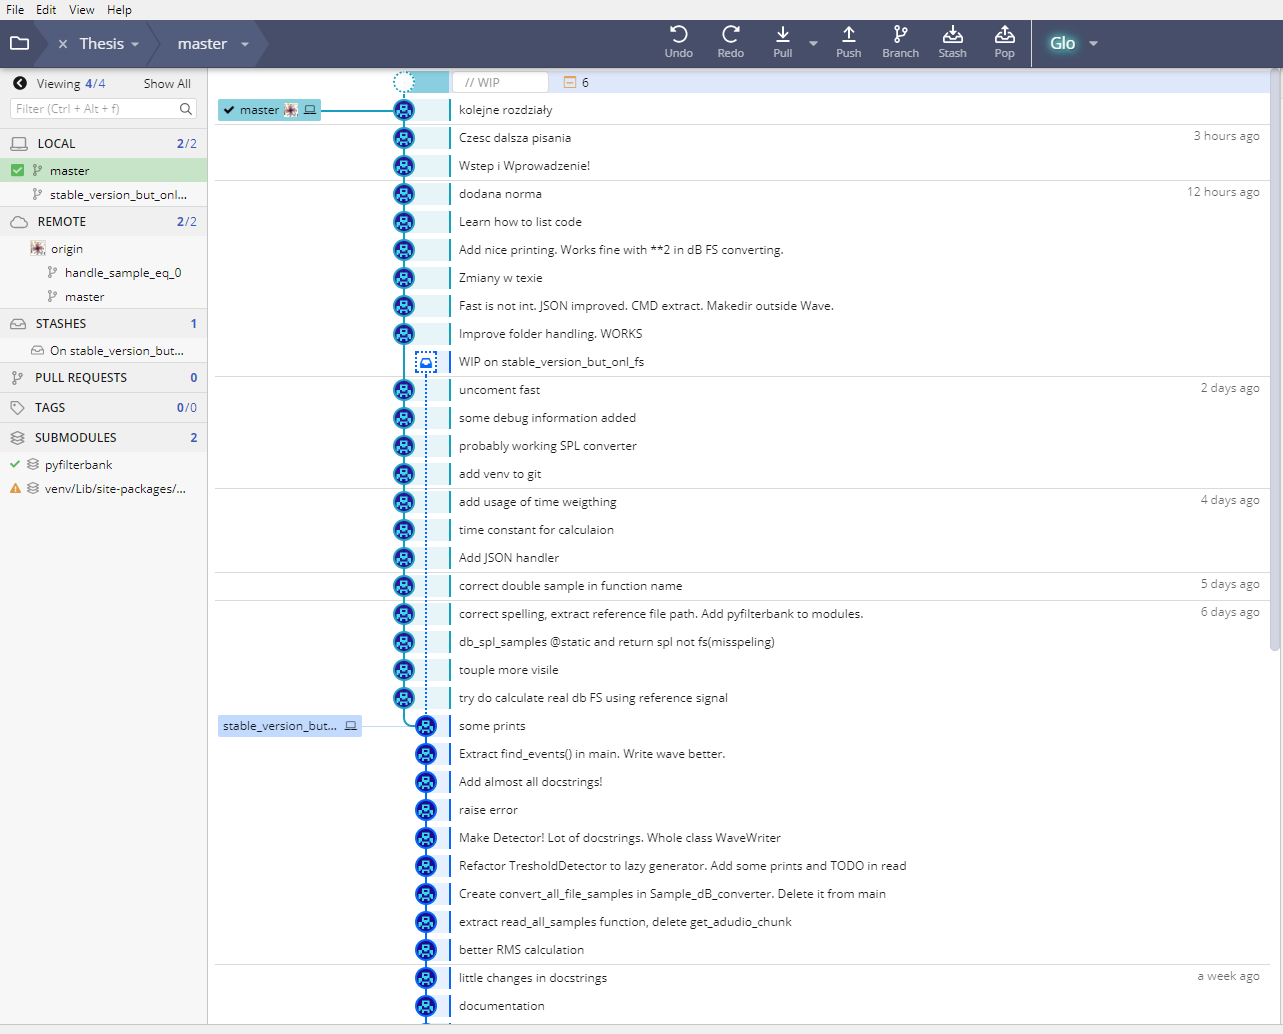 File Edit View Help
Thesis master Undo Redo Pull Push Branch Stash Pop Glo
Viewing 4/4 Show All
Filter (Ctrl + Alt + f)
LOCAL 2/2
master
stable_version_but_onl...
REMOTE 2/2
origin
handle_sample_eq_0
master
STASHES 1
On stable_version_but...
PULL REQUESTS 0
TAGS 0/0
SUBMODULES 2
pyfilterbank
venv/Lib/site-packages/...
// WIP 6
master kolejne rozdziały
Czesc dalsza pisania 3 hours ago
Wstep i Wprowadzenie!
dodana norma 12 hours ago
Learn how to list code
Add nice printing. Works fine with **2 in dB FS converting.
Zmiany w texie
Fast is not int. JSON improved. CMD extract. Makedir outside Wave.
Improve folder handling. WORKS
WIP on stable_version_but_onl_fs
uncoment fast 2 days ago
some debug information added
probably working SPL converter
add venv to git
add usage of time weigthing 4 days ago
time constant for calculaion
Add JSON handler
correct double sample in function name 5 days ago
correct spelling, extract reference file path. Add pyfilterbank to modules. 6 days ago
db_spl_samples @static and return spl not fs(misspeling)
touple more visile
try do calculate real db FS using reference signal
stable_version_but... some prints
Extract find_events() in main. Write wave better.
Add almost all docstrings!
raise error
Make Detector! Lot of docstrings. Whole class WaveWriter
Refactor TresholdDetector to lazy generator. Add some prints and TODO in read
Create convert_all_file_samples in Sample_dB_converter. Delete it from main
extract read_all_samples function, delete get_adudio_chunk
better RMS calculation
little changes in docstrings a week ago
documentation